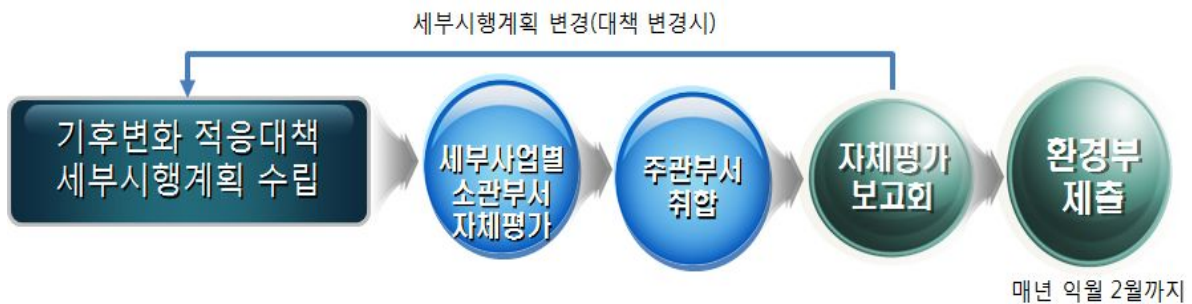 세부시행계획 변경(대책 변경시)
기후변화 적응대책
세부시행계획 수립
세부사업별
소관부서
자체평가
주관부서
취합
자체평가
보고회
환경부
제출
매년 익월 2월까지